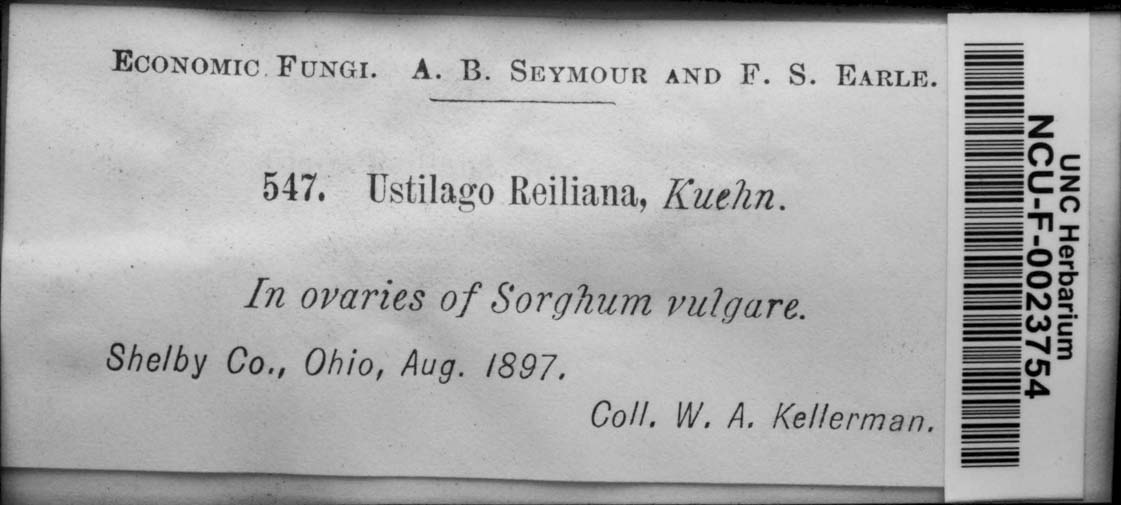 Economic Fungi. A. B. Seymour and F. S. Earle.
547. Ustilago Reiliana, Kuehn.
In ovaries of Sorghum vulgare.
Shelby Co., Ohio, Aug. 1897.
Coll. W. A. Kellerman.
UNC Herbarium
NCU-F-0023754